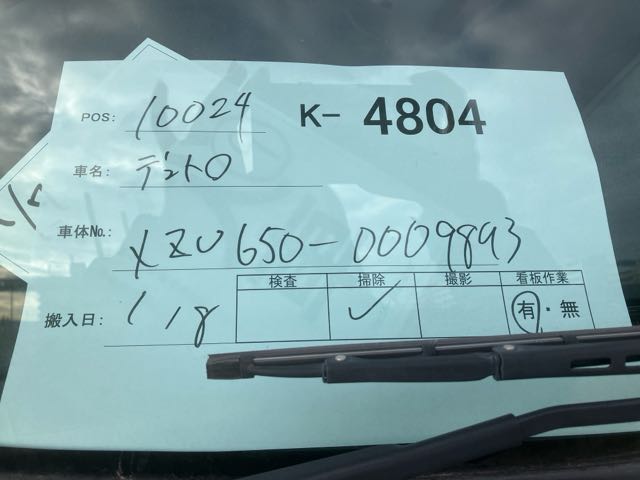 POS: 10024 K- 4804
車名: デュトロ
車体No.: XZU650-0009893
検査 掃除 撮影 看板作業
搬入日: 1 / 18 ✓ 有・無